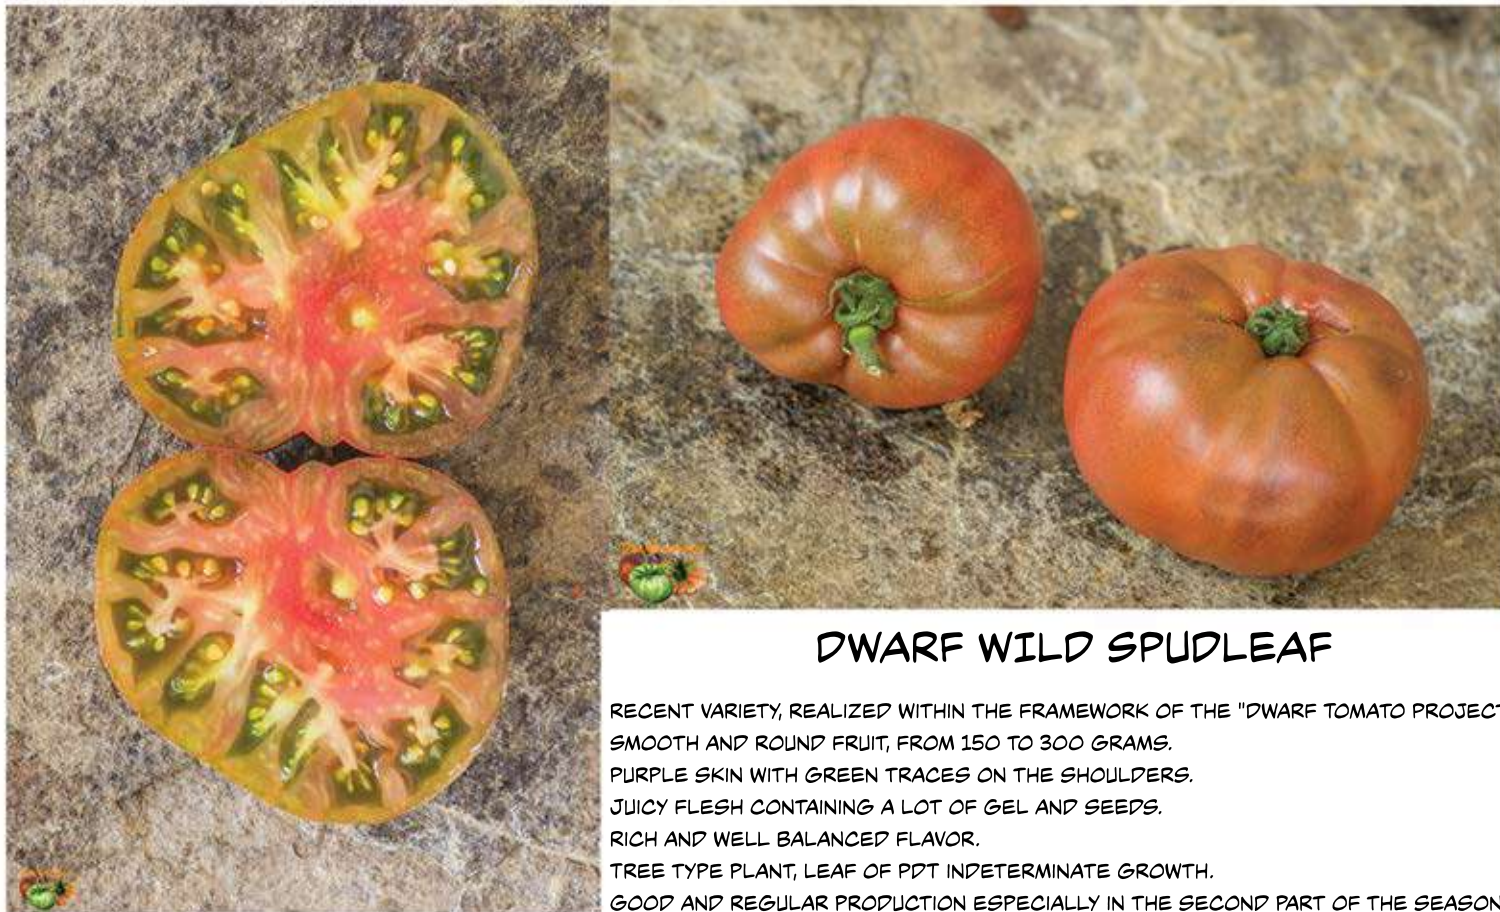 DWARF WILD SPUDLEAF
RECENT VARIETY, REALIZED WITHIN THE FRAMEWORK OF THE "DWARF TOMATO PROJECT
SMOOTH AND ROUND FRUIT, FROM 150 TO 300 GRAMS.
PURPLE SKIN WITH GREEN TRACES ON THE SHOULDERS.
JUICY FLESH CONTAINING A LOT OF GEL AND SEEDS.
RICH AND WELL BALANCED FLAVOR.
TREE TYPE PLANT, LEAF OF PDT INDETERMINATE GROWTH.
GOOD AND REGULAR PRODUCTION ESPECIALLY IN THE SECOND PART OF THE SEASON